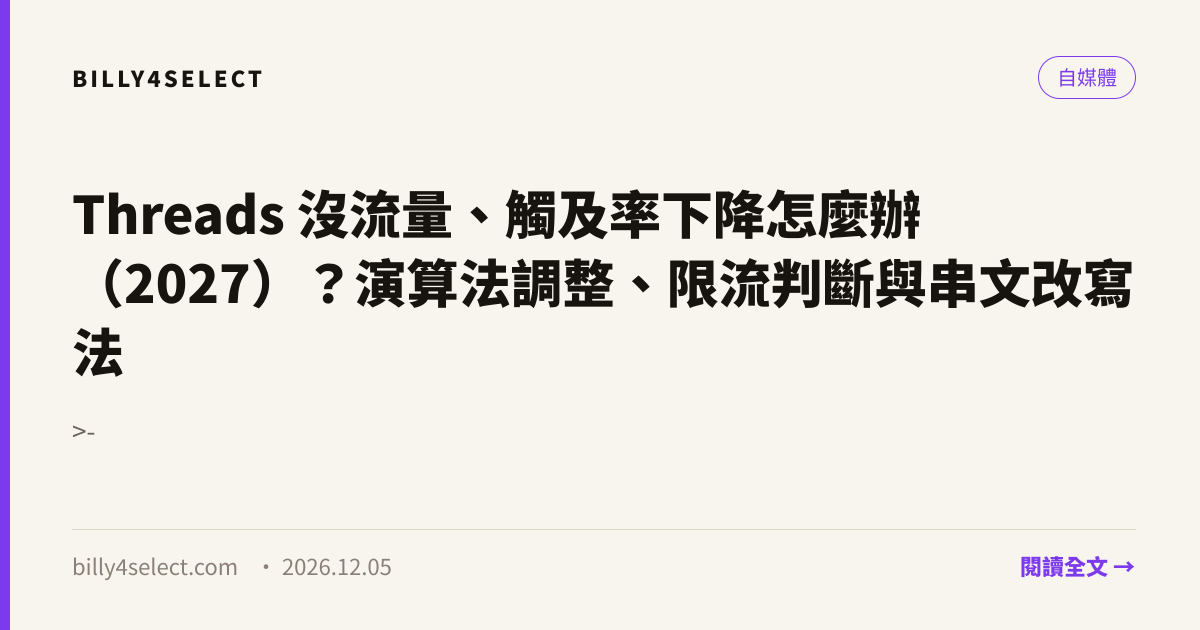 BILLY4SELECT
自媒體
Threads 沒流量、觸及率下降怎麼辦
（2027）？演算法調整、限流判斷與串文改寫
法
>-
billy4select.com ・ 2026.12.05
閱讀全文 →